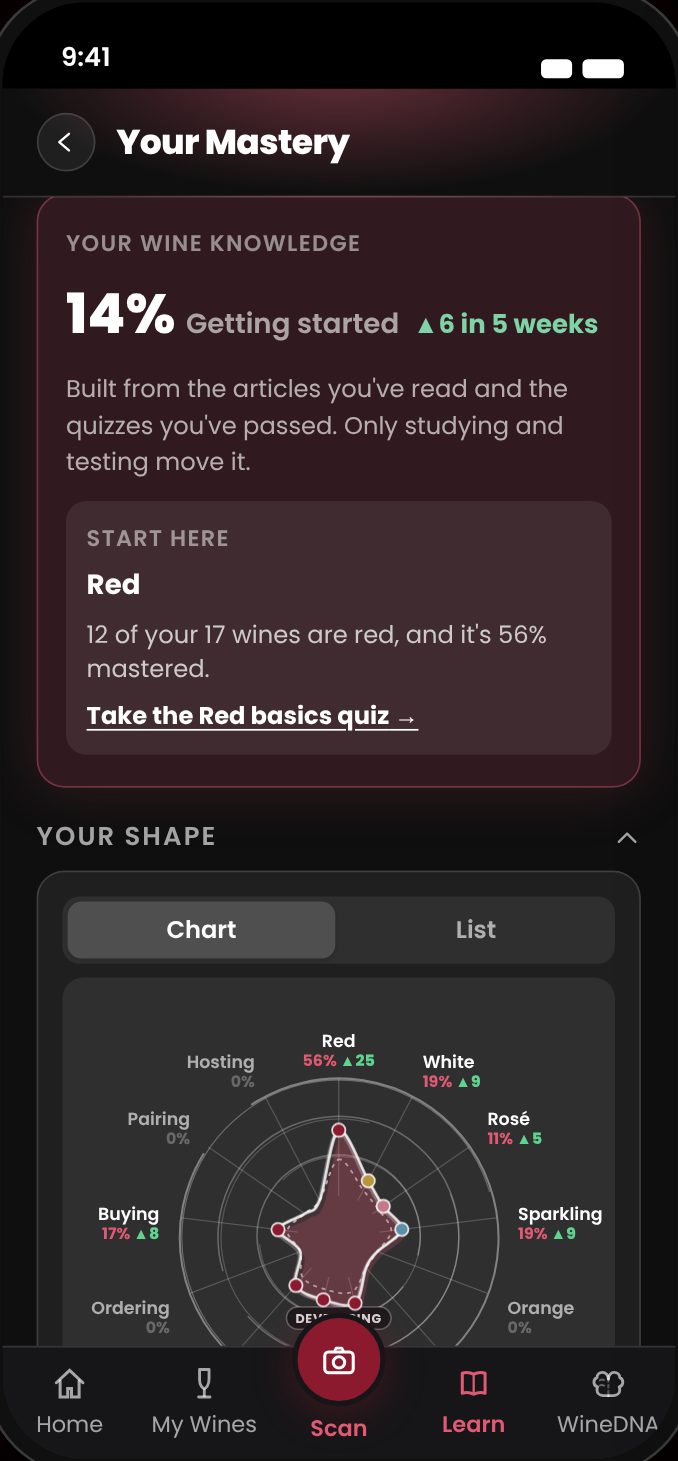 9:41
Your Mastery
YOUR WINE KNOWLEDGE
14% Getting started ▲6 in 5 weeks
Built from the articles you've read and the
quizzes you've passed. Only studying and
testing move it.
START HERE
Red
12 of your 17 wines are red, and it's 56%
mastered.
Take the Red basics quiz →
YOUR SHAPE
Chart
List
Red
56% ▲25
Hosting
0%
White
19% ▲9
Pairing
0%
Rosé
11% ▲5
Buying
17% ▲8
Sparkling
19% ▲9
Ordering
0%
Orange
0%
Home
My Wines
Scan
Learn
WineDNA